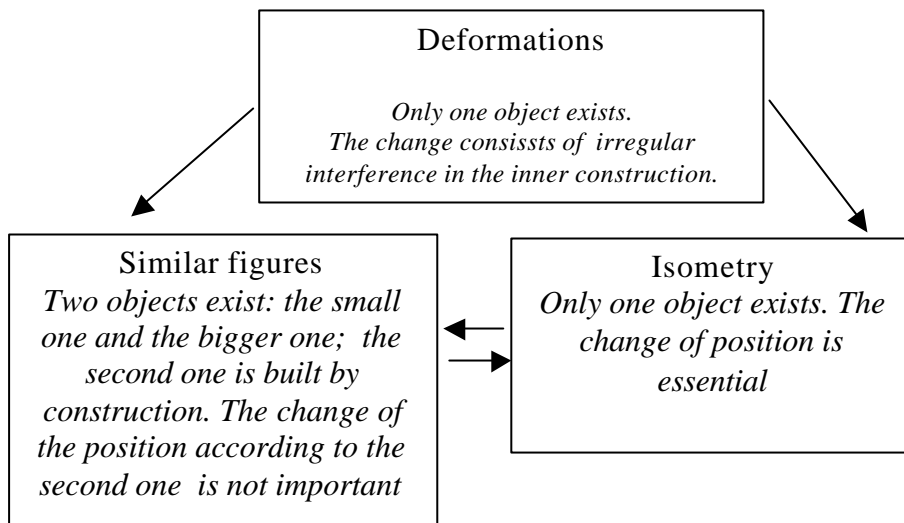 Deformations
Only one object exists.
The change consissts of irregular
interference in the inner construction.
Similar figures
Two objects exist: the small
one and the bigger one; the
second one is built by
construction. The change of
the position according to the
second one is not important
Isometry
Only one object exists. The
change of position is
essential